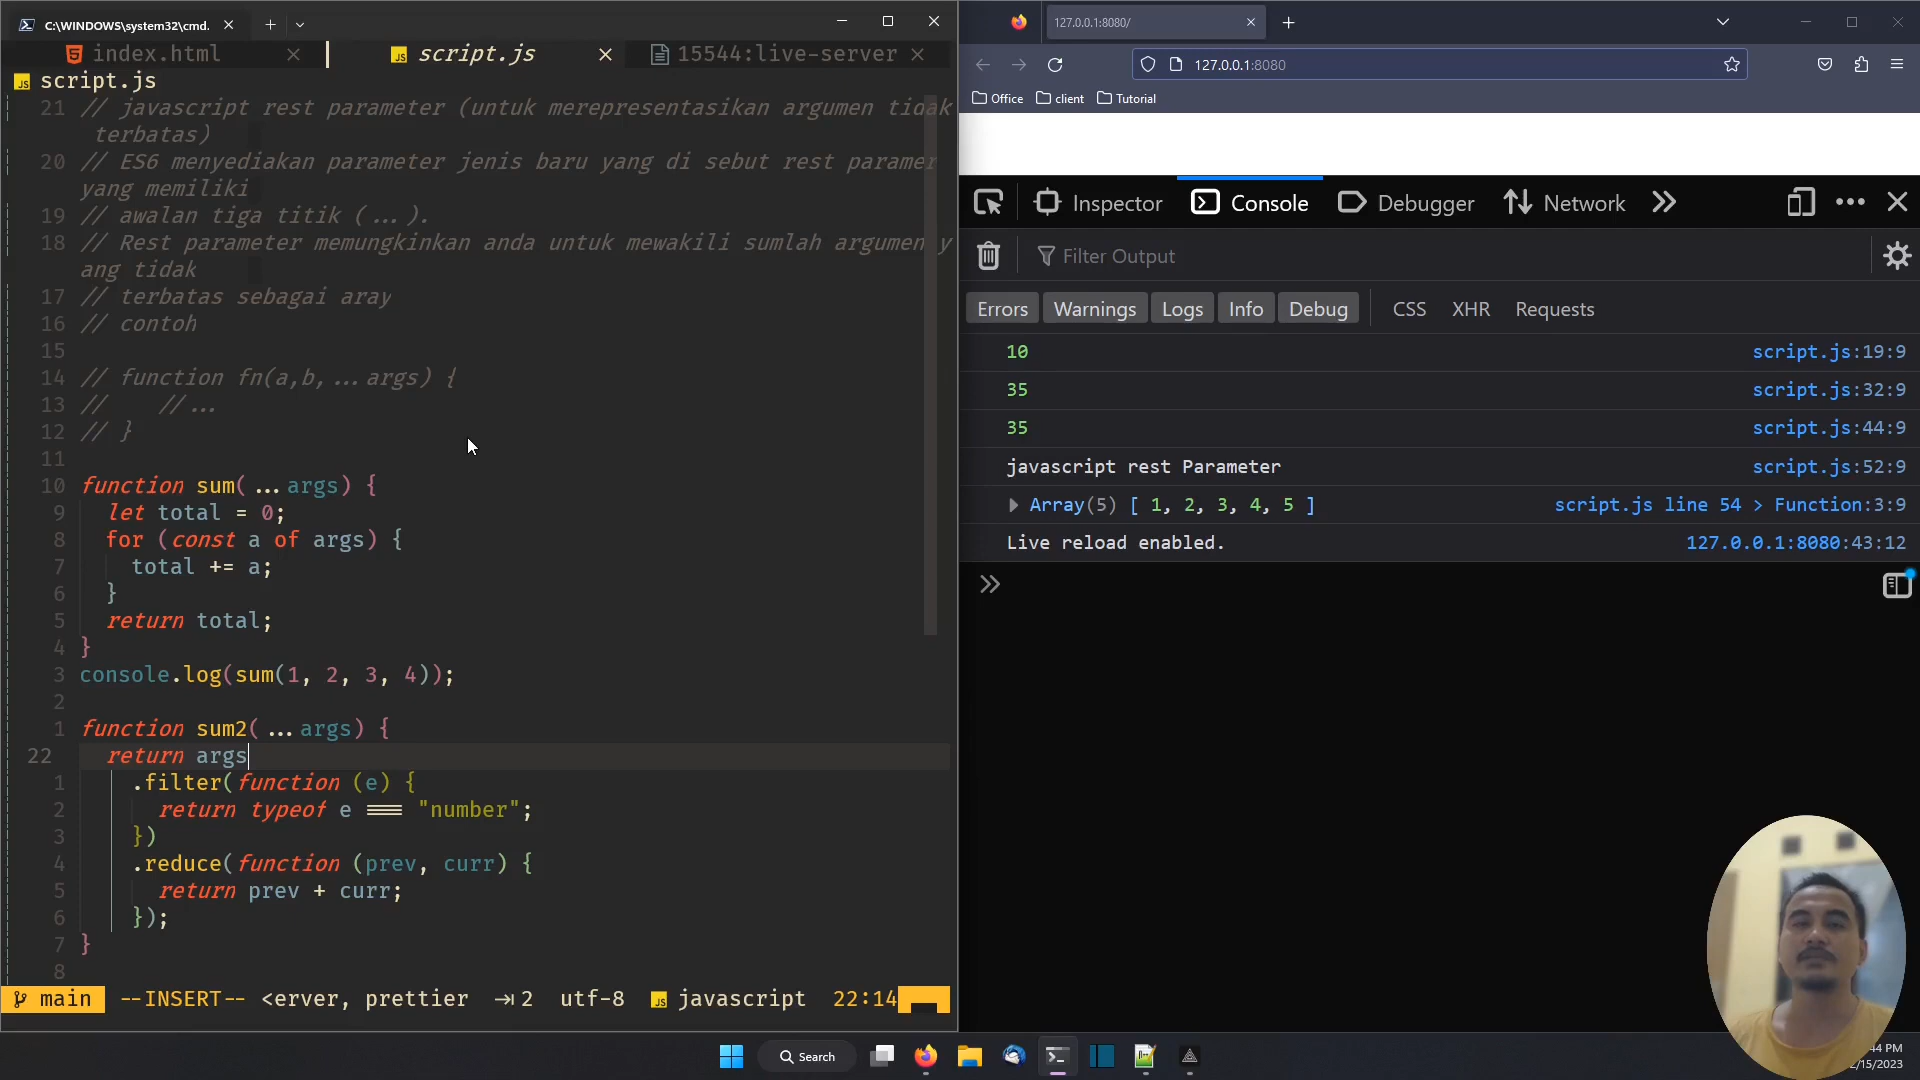 C:\WINDOWS\system32\cmd.
index.html
script.js
15544:live-server
script.js
21 // javascript rest parameter (untuk merepresentasikan argumen tidak
terbatas)
20 // ES6 menyediakan parameter jenis baru yang di sebut rest paramer
yang memiliki
19 // awalan tiga titik (...).
18 // Rest parameter memungkinkan anda untuk mewakili sumlah argumen y
ang tidak
17 // terbatas sebagai aray
16 // contoh
15
14 // function fn(a,b,...args) {
13 //    //...
12 // }
11
10 function sum(...args) {
9 let total = 0;
8 for (const a of args) {
7 total += a;
6 }
5 return total;
4 }
3 console.log(sum(1, 2, 3, 4));
2
1 function sum2(...args) {
22 return args
1 .filter(function (e) {
2 return typeof e === "number";
3 })
4 .reduce(function (prev, curr) {
5 return prev + curr;
6 });
7 }
8
main --INSERT-- <erver, prettier 2 utf-8 JS javascript 22:14
127.0.0.1:8080/
127.0.0.1:8080
Office client Tutorial
Inspector Console Debugger Network
Filter Output
Errors Warnings Logs Info Debug CSS XHR Requests
10 script.js:19:9
35 script.js:32:9
35 script.js:44:9
javascript rest Parameter script.js:52:9
Array(5) [ 1, 2, 3, 4, 5 ] script.js line 54 > Function:3:9
Live reload enabled. 127.0.0.1:8080:43:12
Search
44 PM
2/15/2023